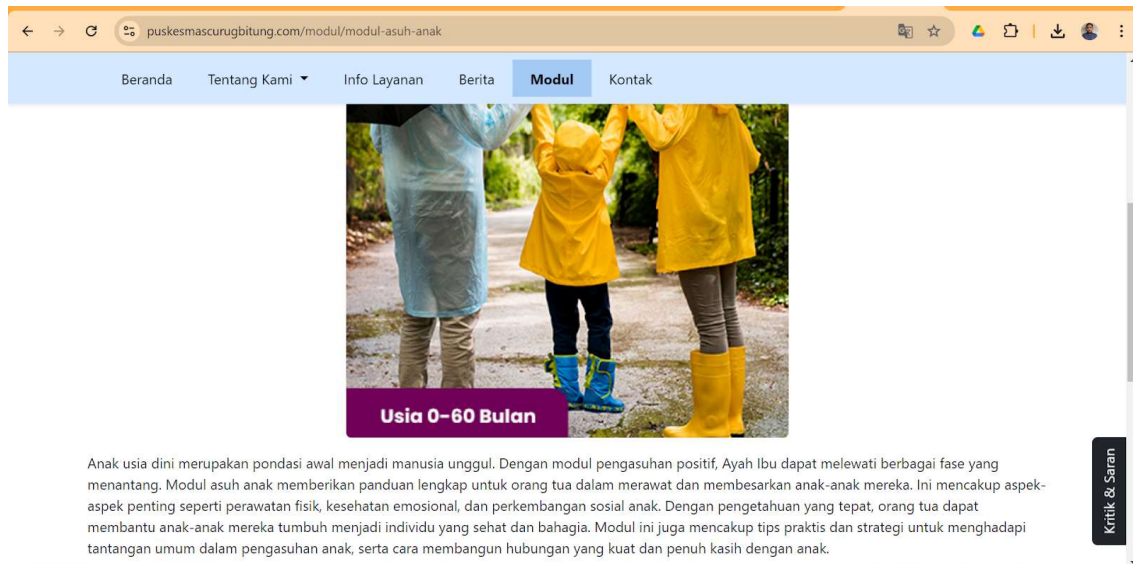 puskesmascurugbitung.com/modul/modul-asuh-anak
Beranda Tentang Kami Info Layanan Berita Modul Kontak
Usia 0-60 Bulan
Anak usia dini merupakan pondasi awal menjadi manusia unggul. Dengan modul pengasuhan positif, Ayah Ibu dapat melewati berbagai fase yang
menantang. Modul asuh anak memberikan panduan lengkap untuk orang tua dalam merawat dan membesarkan anak-anak mereka. Ini mencakup aspek-
aspek penting seperti perawatan fisik, kesehatan emosional, dan perkembangan sosial anak. Dengan pengetahuan yang tepat, orang tua dapat
membantu anak-anak mereka tumbuh menjadi individu yang sehat dan bahagia. Modul ini juga mencakup tips praktis dan strategi untuk menghadapi
tantangan umum dalam pengasuhan anak, serta cara membangun hubungan yang kuat dan penuh kasih dengan anak.
Kritik & Saran